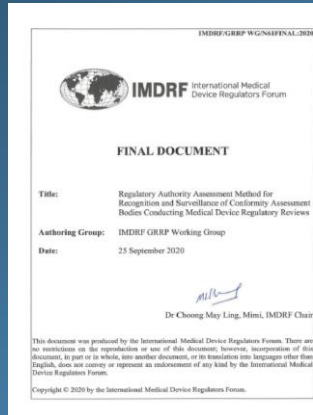 IMDRF/GRRP WG/N61FINAL:2020
IMDRF International Medical
Device Regulators Forum
FINAL DOCUMENT
Title: Regulatory Authority Assessment Method for
Recognition and Surveillance of Conformity Assessment
Bodies Conducting Medical Device Regulatory Reviews
Authoring Group: IMDRF GRRP Working Group
Date: 25 September 2020
Dr Choong May Ling, Mimi, IMDRF Chair
This document was produced by the International Medical Device Regulators Forum. There are
no restrictions on the reproduction or use of this document; however, incorporation of this
document, in part or in whole, into another document, or its translation into languages other than
English, does not convey or represent an endorsement of any kind by the International Medical
Device Regulators Forum.
Copyright © 2020 by the International Medical Device Regulators Forum.